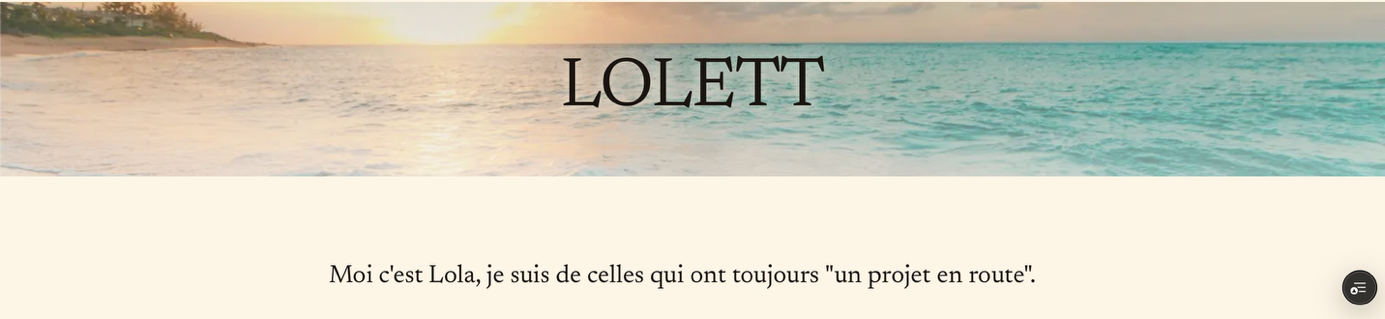 LOLETT
Moi c'est Lola, je suis de celles qui ont toujours "un projet en route".